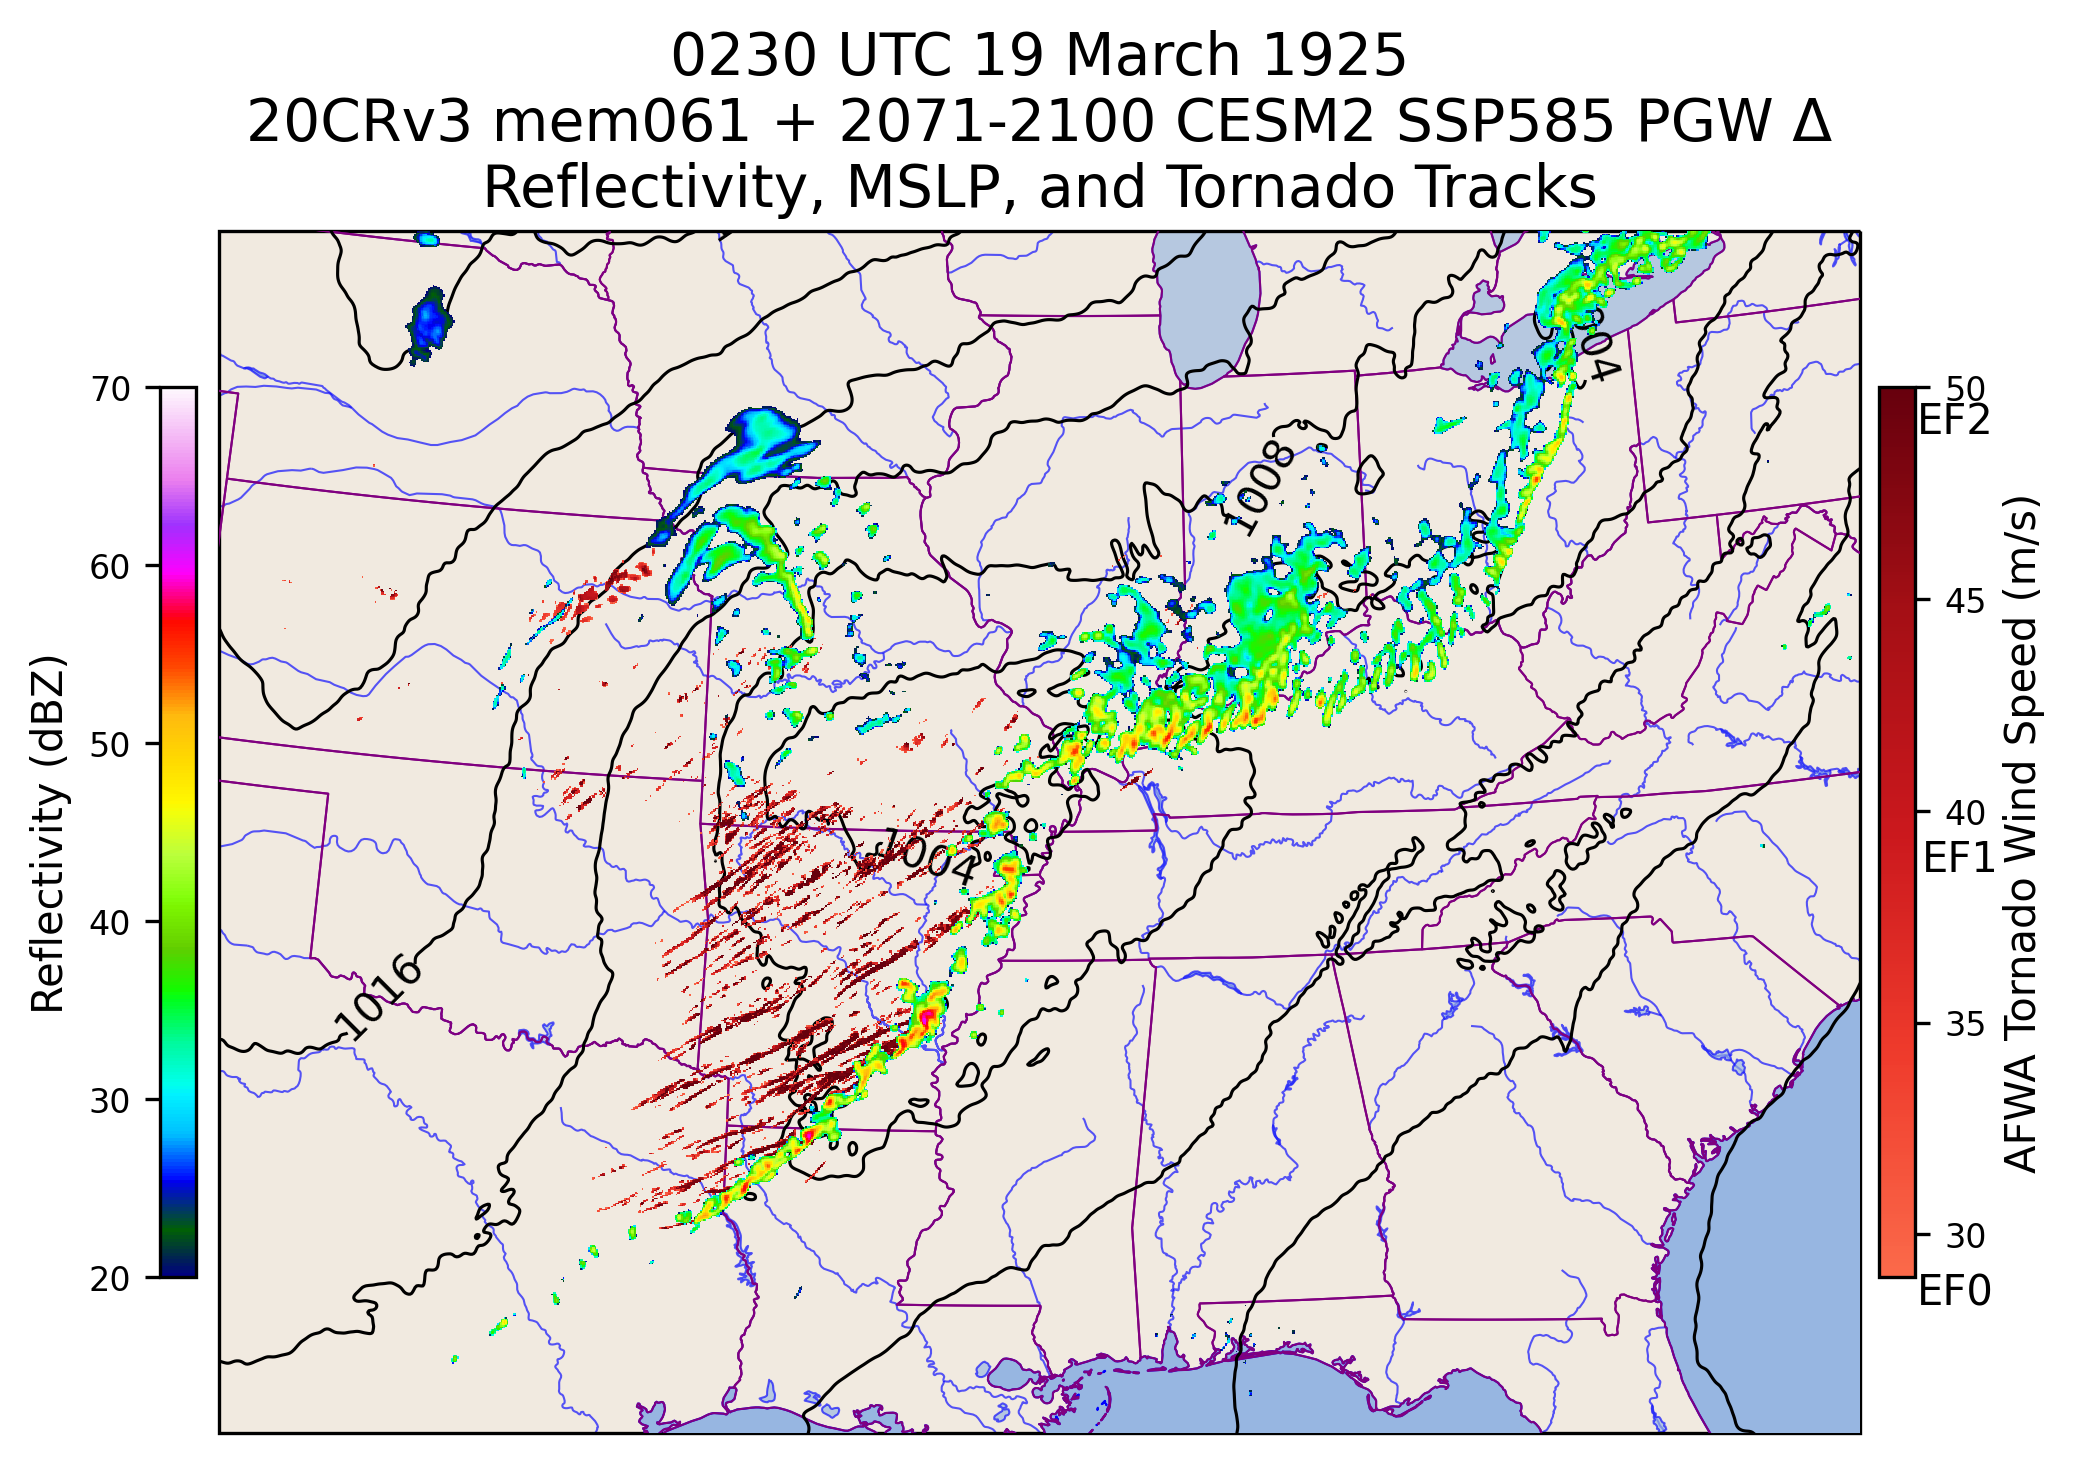 0230 UTC 19 March 1925
20CRv3 mem061 + 2071-2100 CESM2 SSP585 PGW Δ
Reflectivity, MSLP, and Tornado Tracks
Reflectivity (dBZ)
70
60
50
40
30
20
1004
1008
1004
1016
50
EF2
45
40
EF1
35
30
EF0
AFWA Tornado Wind Speed (m/s)